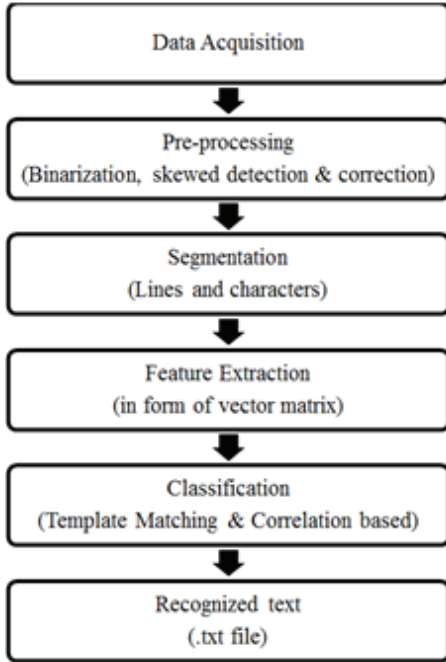 Data Acquisition
Pre-processing
(Binarization, skewed detection & correction)
Segmentation
(Lines and characters)
Feature Extraction
(in form of vector matrix)
Classification
(Template Matching & Correlation based)
Recognized text
(.txt file)